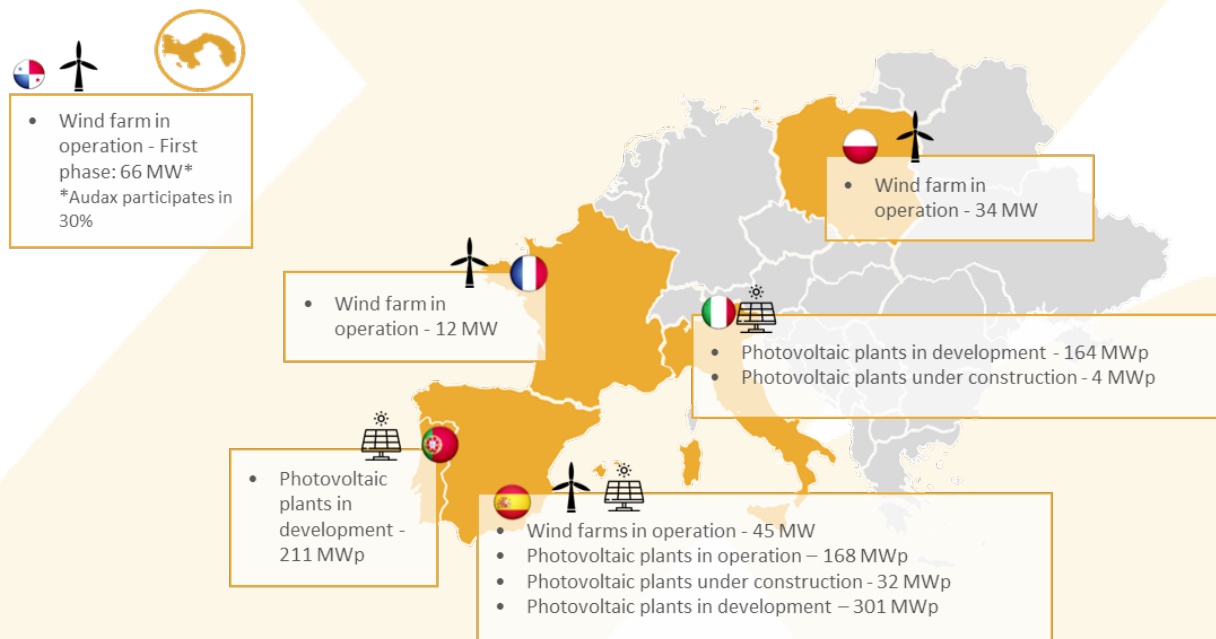 • Wind farm in
operation - First
phase: 66 MW*
*Audax participates in
30%
• Wind farm in
operation - 34 MW
• Wind farm in
operation - 12 MW
• Photovoltaic plants in development - 164 MWp
• Photovoltaic plants under construction - 4 MWp
• Photovoltaic
plants in
development -
211 MWp
• Wind farms in operation - 45 MW
• Photovoltaic plants in operation – 168 MWp
• Photovoltaic plants under construction - 32 MWp
• Photovoltaic plants in development – 301 MWp